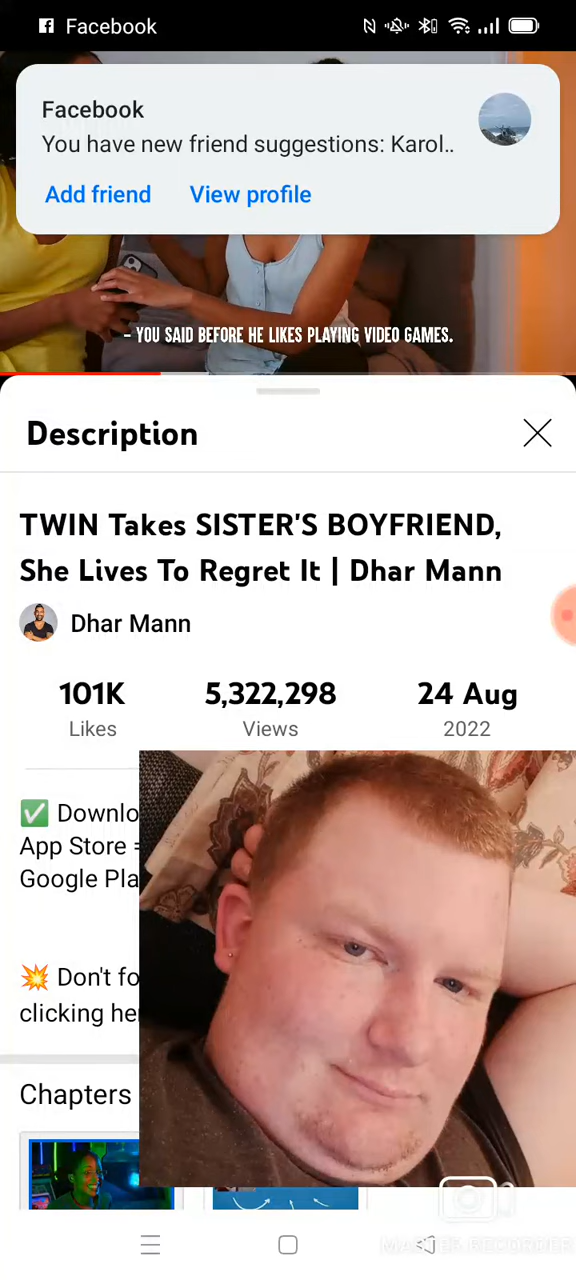 Facebook
Facebook
You have new friend suggestions: Karol..
Add friend View profile
- YOU SAID BEFORE HE LIKES PLAYING VIDEO GAMES.
Description
TWIN Takes SISTER'S BOYFRIEND,
She Lives To Regret It | Dhar Mann
Dhar Mann
101K 5,322,298 24 Aug
Likes Views 2022
✅ Downlo
App Store =
Google Pla
💥 Don't fo
clicking he
Chapters
MASTER RECORDER